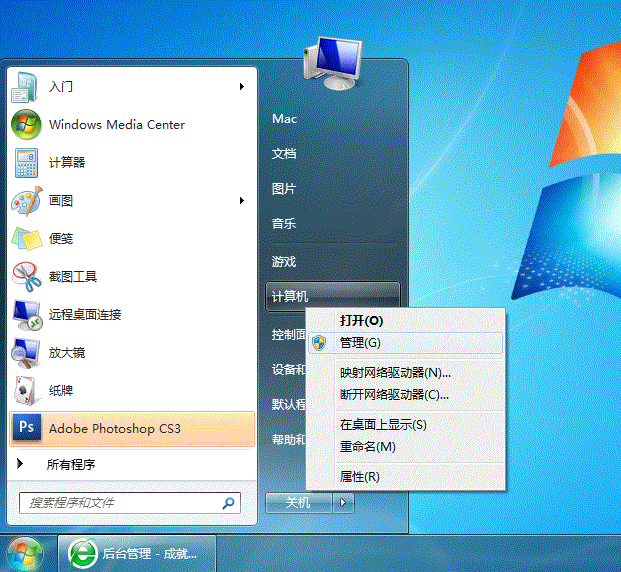 入门
Windows Media Center
计算器
画图
便笺
截图工具
远程桌面连接
放大镜
纸牌
Ps
Adobe Photoshop CS3
所有程序
搜索程序和文件
Mac
文档
图片
音乐
游戏
计算机
控制面
设备和
默认程
帮助和
关机
打开(O)
管理(G)
映射网络驱动器(N)...
断开网络驱动器(C)...
在桌面上显示(S)
重命名(M)
属性(R)
后台管理 - 成就...